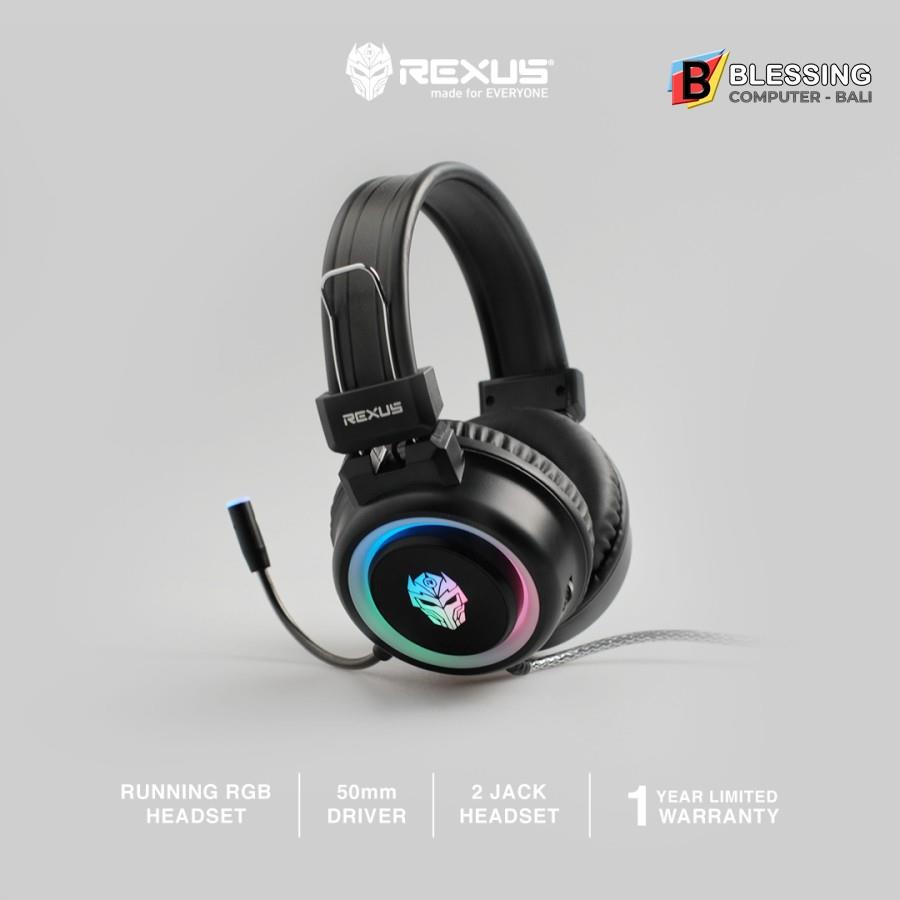 REXUS®
made for EVERYONE
B BLESSING
COMPUTER - BALI
REXUS
RUNNING RGB
HEADSET
50mm
DRIVER
2 JACK
HEADSET
1 YEAR LIMITED
WARRANTY